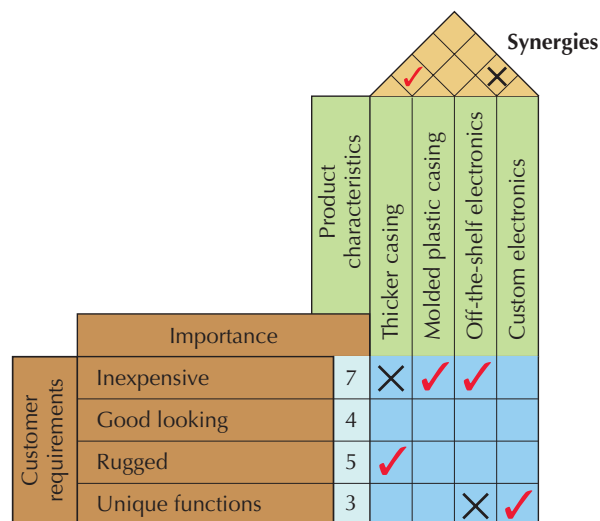 Synergies
Product
characteristics
Thicker casing
Molded plastic casing
Off-the-shelf electronics
Custom electronics
Importance
Customer
requirements
Inexpensive 7
Good looking 4
Rugged 5
Unique functions 3